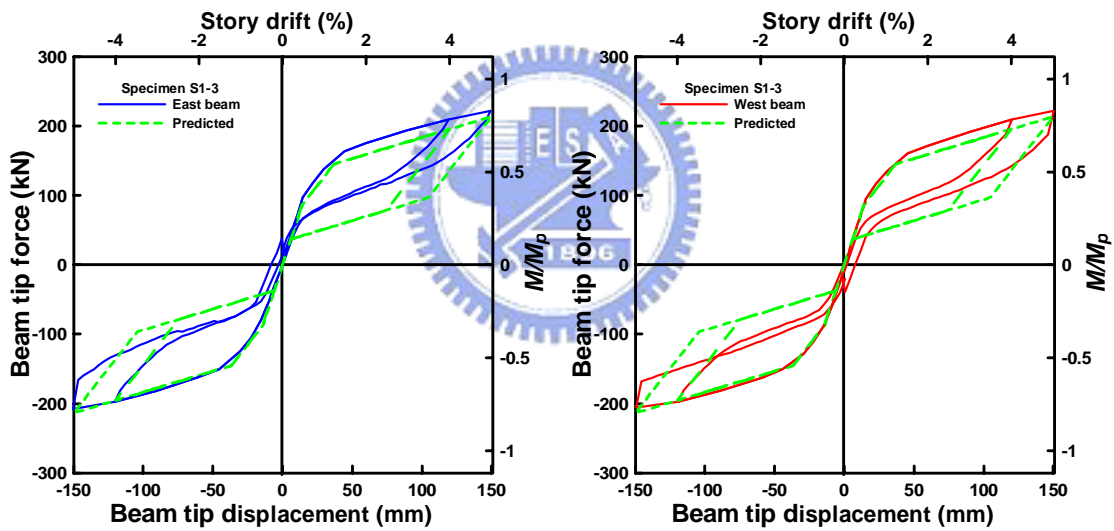 Story drift (%)
-4 -2 0 2 4
300
200
100
0
-100
-200
-300
Beam tip force (kN)
Specimen S1-3
East beam
Predicted
1
0.5
0
-0.5
-1
M/Mp
-150 -100 -50 0 50 100 150
Beam tip displacement (mm)
Story drift (%)
-4 -2 0 2 4
300
200
100
0
-100
-200
-300
Beam tip force (kN)
Specimen S1-3
West beam
Predicted
1
0.5
0
-0.5
-1
M/Mp
-150 -100 -50 0 50 100 150
Beam tip displacement (mm)
E S
1896